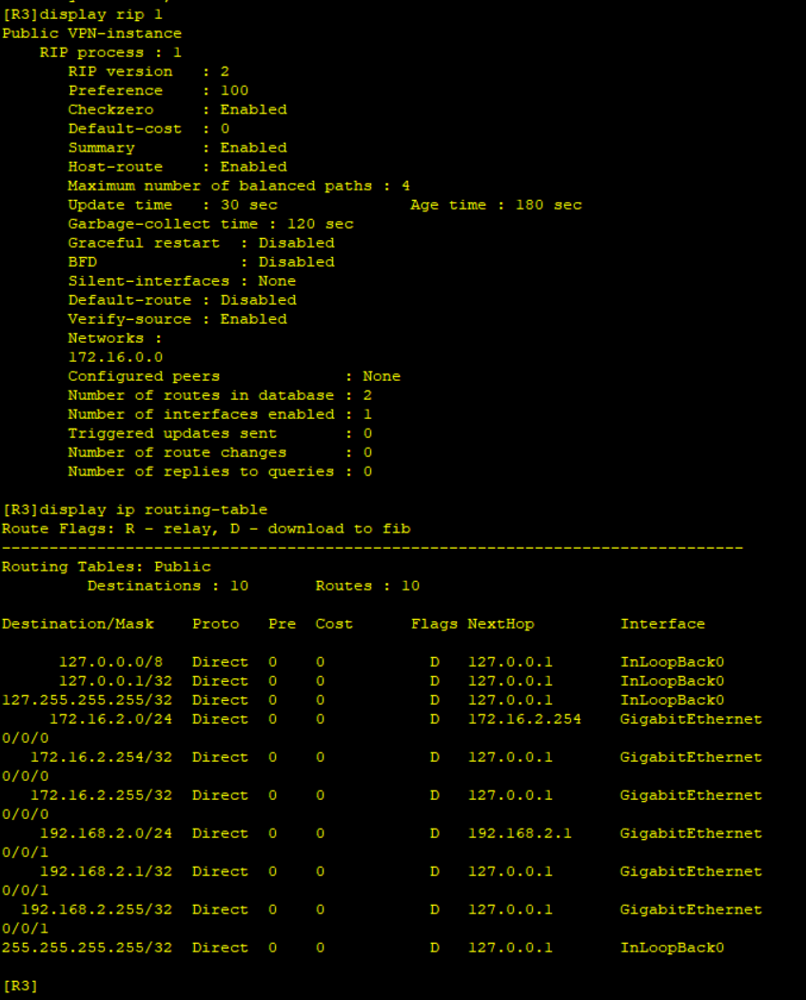 [R3]display rip 1
Public VPN-instance
    RIP process : 1
       RIP version   : 2
       Preference    : 100
       Checkzero     : Enabled
       Default-cost  : 0
       Summary       : Enabled
       Host-route    : Enabled
       Maximum number of balanced paths : 4
       Update time   : 30 sec              Age time : 180 sec
       Garbage-collect time : 120 sec
       Graceful restart  : Disabled
       BFD               : Disabled
       Silent-interfaces : None
       Default-route : Disabled
       Verify-source : Enabled
       Networks :
       172.16.0.0
       Configured peers             : None
       Number of routes in database : 2
       Number of interfaces enabled : 1
       Triggered updates sent       : 0
       Number of route changes      : 0
       Number of replies to queries : 0

[R3]display ip routing-table
Route Flags: R - relay, D - download to fib
------------------------------------------------------------------------------
Routing Tables: Public
         Destinations : 10       Routes : 10

Destination/Mask    Proto   Pre  Cost      Flags NextHop         Interface

      127.0.0.0/8   Direct  0    0           D   127.0.0.1       InLoopBack0
      127.0.0.1/32  Direct  0    0           D   127.0.0.1       InLoopBack0
127.255.255.255/32  Direct  0    0           D   127.0.0.1       InLoopBack0
     172.16.2.0/24  Direct  0    0           D   172.16.2.254    GigabitEthernet
0/0/0
   172.16.2.254/32  Direct  0    0           D   127.0.0.1       GigabitEthernet
0/0/0
   172.16.2.255/32  Direct  0    0           D   127.0.0.1       GigabitEthernet
0/0/0
    192.168.2.0/24  Direct  0    0           D   192.168.2.1     GigabitEthernet
0/0/1
    192.168.2.1/32  Direct  0    0           D   127.0.0.1       GigabitEthernet
0/0/1
  192.168.2.255/32  Direct  0    0           D   127.0.0.1       GigabitEthernet
0/0/1
255.255.255.255/32  Direct  0    0           D   127.0.0.1       InLoopBack0

[R3]